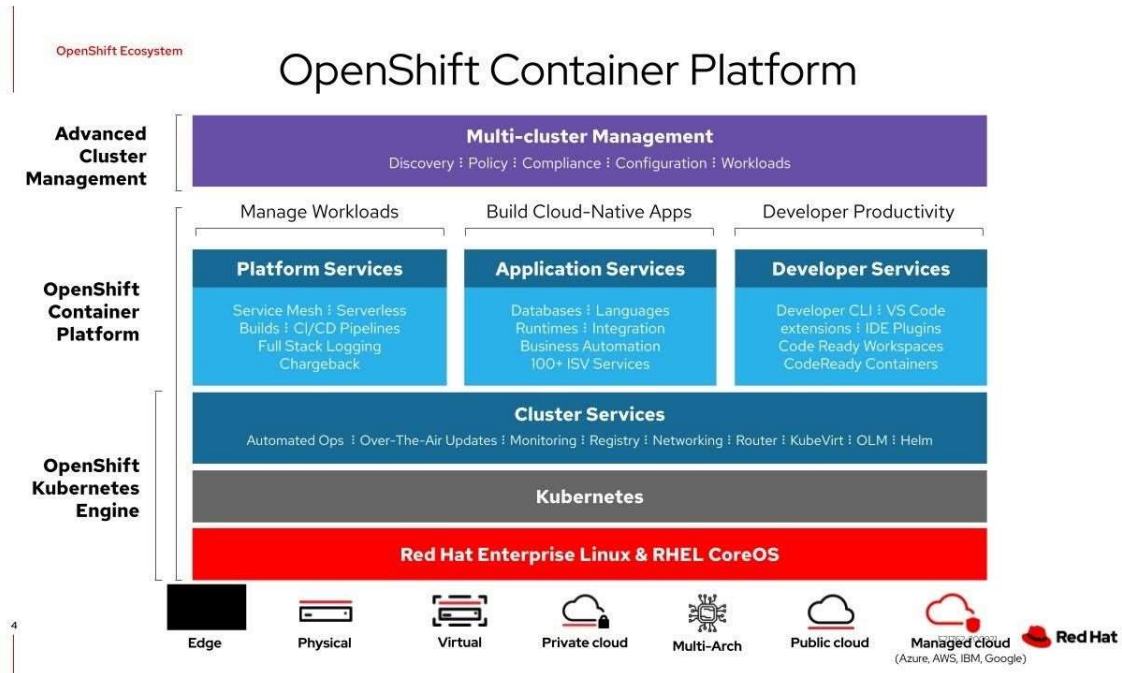 OpenShift Ecosystem
OpenShift Container Platform
Advanced
Cluster
Management
Multi-cluster Management
Discovery ⁝ Policy ⁝ Compliance ⁝ Configuration ⁝ Workloads
Manage Workloads
Build Cloud-Native Apps
Developer Productivity
OpenShift
Container
Platform
Platform Services
Service Mesh ⁝ Serverless
Builds ⁝ CI/CD Pipelines
Full Stack Logging
Chargeback
Application Services
Databases ⁝ Languages
Runtimes ⁝ Integration
Business Automation
100+ ISV Services
Developer Services
Developer CLI ⁝ VS Code
extensions ⁝ IDE Plugins
Code Ready Workspaces
CodeReady Containers
OpenShift
Kubernetes
Engine
Cluster Services
Automated Ops ⁝ Over-The-Air Updates ⁝ Monitoring ⁝ Registry ⁝ Networking ⁝ Router ⁝ KubeVirt ⁝ OLM ⁝ Helm
Kubernetes
Red Hat Enterprise Linux & RHEL CoreOS
Edge
Physical
Virtual
Private cloud
Multi-Arch
Public cloud
Managed cloud
(Azure, AWS, IBM, Google)
4
Red Hat